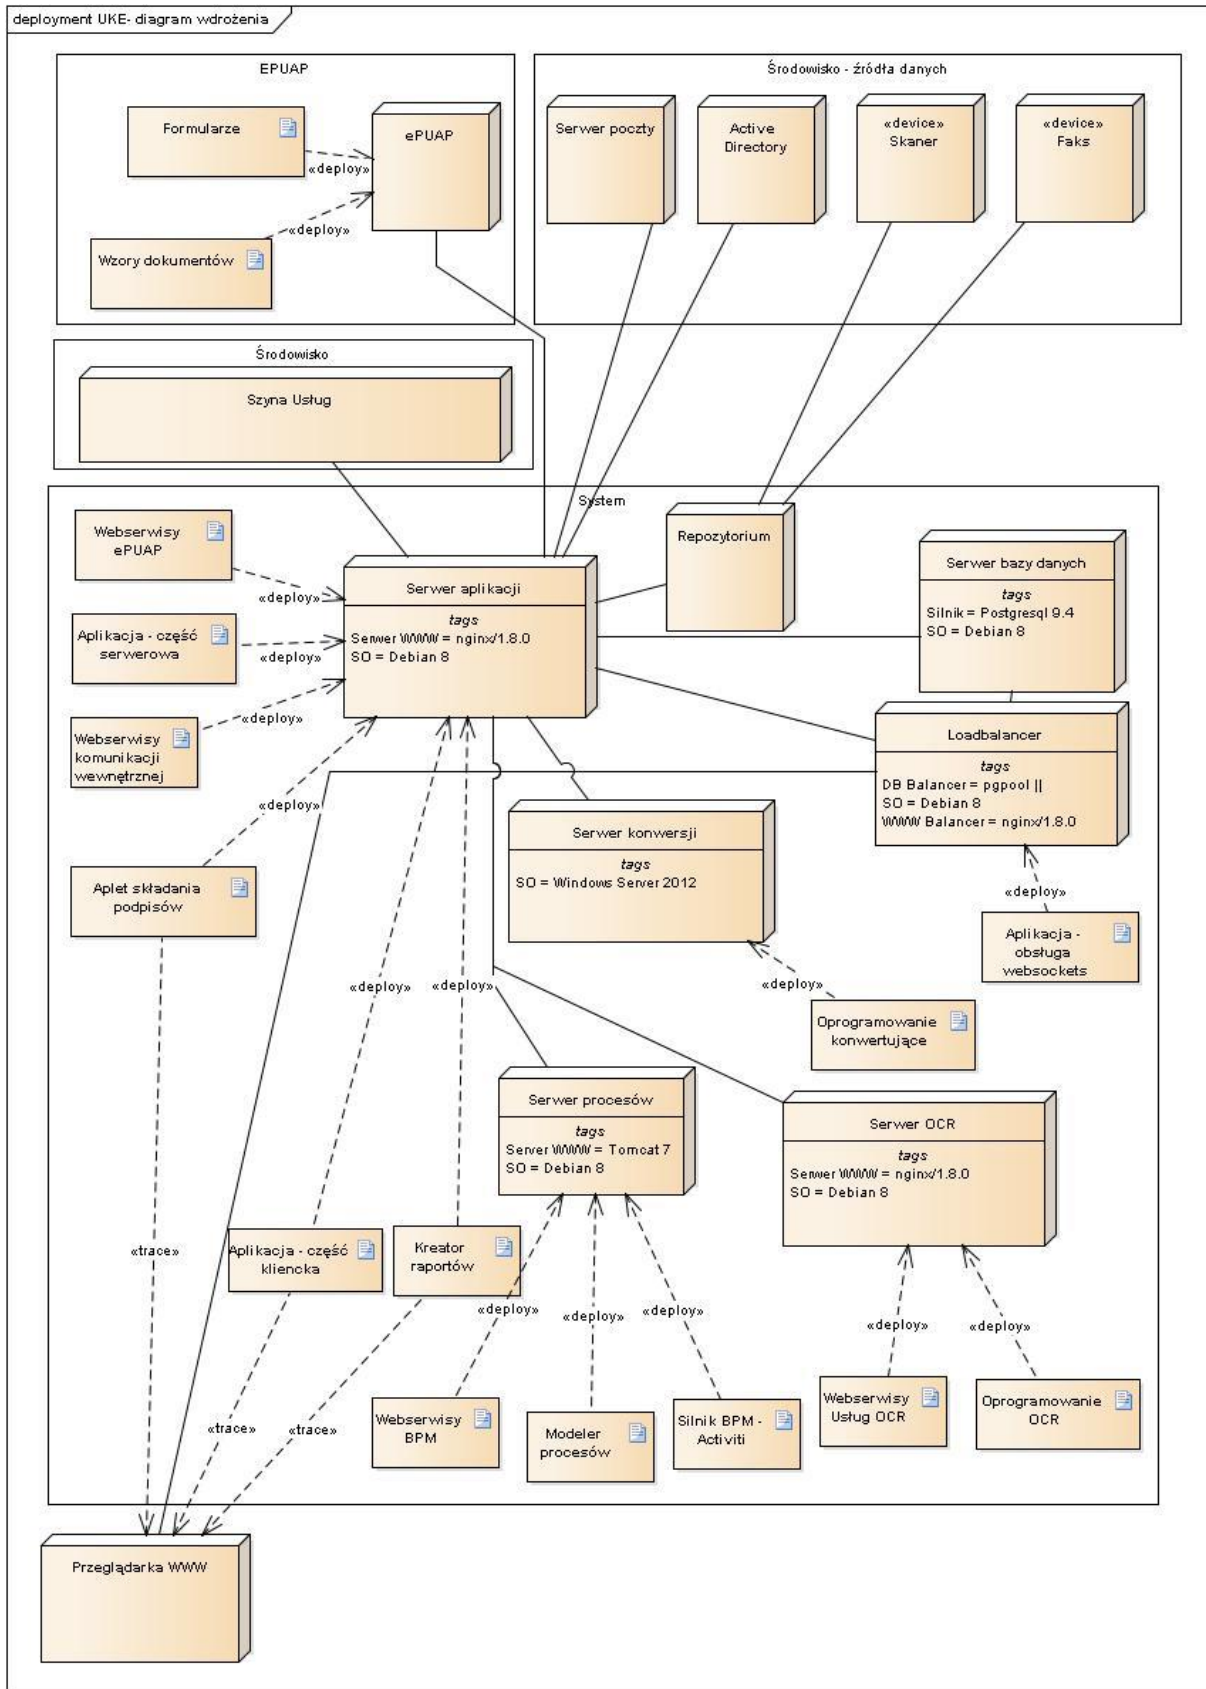 deployment UKE- diagram wdrożenia
EPUAP
Formularze
ePUAP
«deploy»
«deploy»
Wzory dokumentów
Środowisko - źródła danych
Serwer poczty
Active
Directory
«device»
Skaner
«device»
Faks
Środowisko
Szyna Usług
System
Webserwisy
ePUAP
«deploy»
Aplikacja - część
serwerowa
«deploy»
Webserwisy
komunikacji
wewnętrznej
«deploy»
Serwer aplikacji
tags
Serwer WWW = nginx/1.8.0
SO = Debian 8
Repozytorium
Serwer bazy danych
tags
Silnik = Postgresql 9.4
SO = Debian 8
Loadbalancer
tags
DB Balancer = pgpool ||
SO = Debian 8
WWW Balancer = nginx/1.8.0
«deploy»
Serwer konwersji
tags
SO = Windows Server 2012
Aplet składania
podpisów
«deploy»
Aplikacja -
obsługa
websockets
«deploy»
«deploy»
«deploy»
Oprogramowanie
konwertujące
Serwer procesów
tags
Server WWW = Tomcat 7
SO = Debian 8
Serwer OCR
tags
Serwer WWW = nginx/1.8.0
SO = Debian 8
«trace»
Aplikacja - część
kliencka
Kreator
raportów
«deploy»
«deploy»
«deploy»
«deploy»
«deploy»
Webserwisy
BPM
Modeler
procesów
Silnik BPM -
Activiti
Webserwisy
Usług OCR
Oprogramowanie
OCR
«trace»
«trace»
Przeglądarka WWW